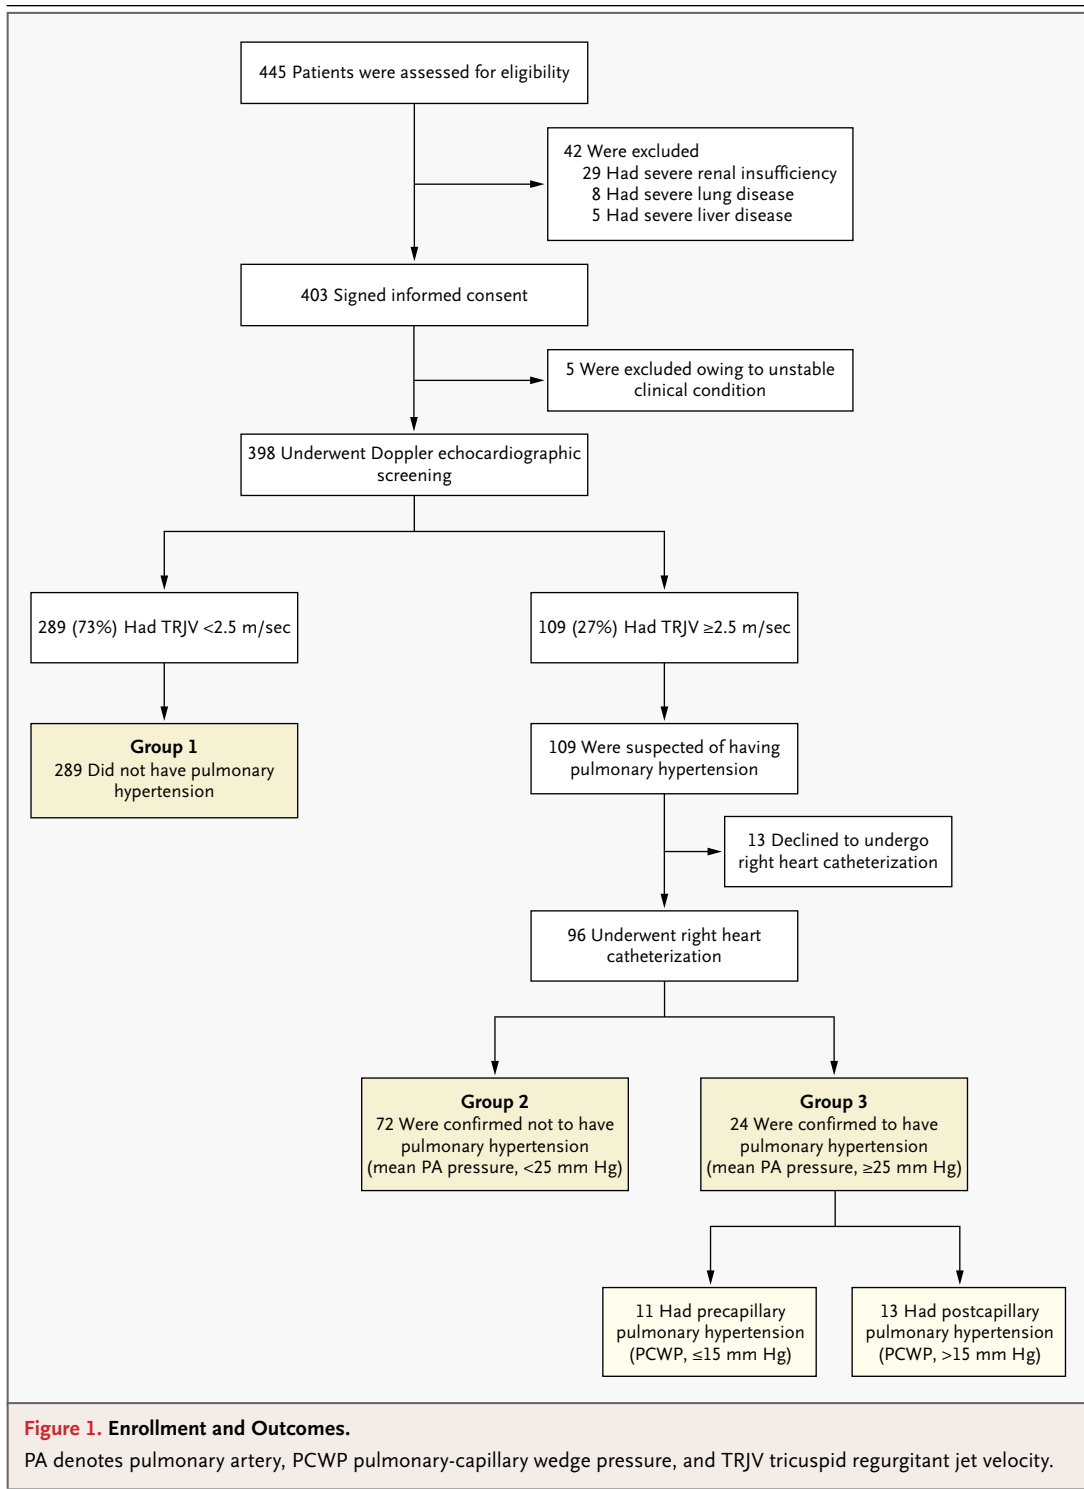 445 Patients were assessed for eligibility
42 Were excluded
29 Had severe renal insufficiency
8 Had severe lung disease
5 Had severe liver disease
403 Signed informed consent
5 Were excluded owing to unstable
clinical condition
398 Underwent Doppler echocardiographic
screening
289 (73%) Had TRJV <2.5 m/sec
109 (27%) Had TRJV ≥2.5 m/sec
Group 1
289 Did not have pulmonary
hypertension
109 Were suspected of having
pulmonary hypertension
13 Declined to undergo
right heart catheterization
96 Underwent right heart
catheterization
Group 2
72 Were confirmed not to have
pulmonary hypertension
(mean PA pressure, <25 mm Hg)
Group 3
24 Were confirmed to have
pulmonary hypertension
(mean PA pressure, ≥25 mm Hg)
11 Had precapillary
pulmonary hypertension
(PCWP, ≤15 mm Hg)
13 Had postcapillary
pulmonary hypertension
(PCWP, >15 mm Hg)
Figure 1. Enrollment and Outcomes.
PA denotes pulmonary artery, PCWP pulmonary-capillary wedge pressure, and TRJV tricuspid regurgitant jet velocity.